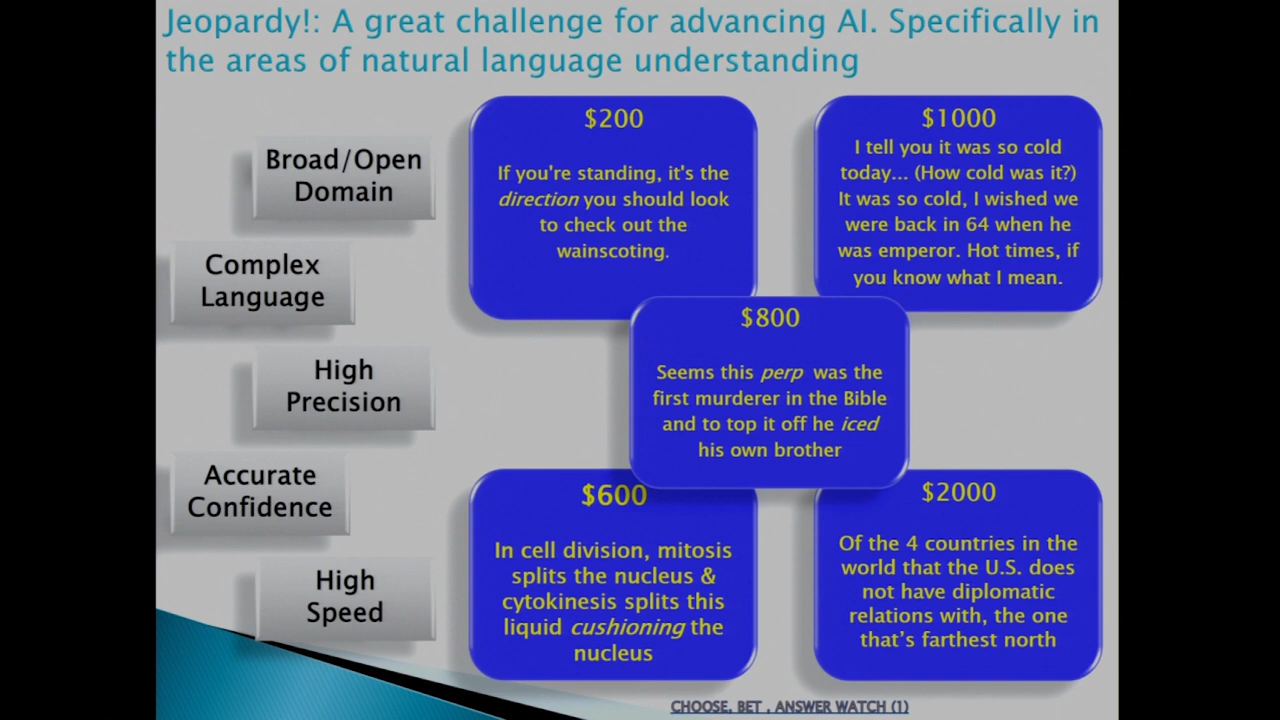 Jeopardy!: A great challenge for advancing AI. Specifically in
the areas of natural language understanding
Broad/Open
Domain
Complex
Language
High
Precision
Accurate
Confidence
High
Speed
$200
If you're standing, it's the
direction you should look
to check out the
wainscoting.
$1000
I tell you it was so cold
today... (How cold was it?)
It was so cold, I wished we
were back in 64 when he
was emperor. Hot times, if
you know what I mean.
$800
Seems this perp was the
first murderer in the Bible
and to top it off he iced
his own brother
$600
In cell division, mitosis
splits the nucleus &
cytokinesis splits this
liquid cushioning the
nucleus
$2000
Of the 4 countries in the
world that the U.S. does
not have diplomatic
relations with, the one
that's farthest north
CHOOSE, BET , ANSWER WATCH (1)